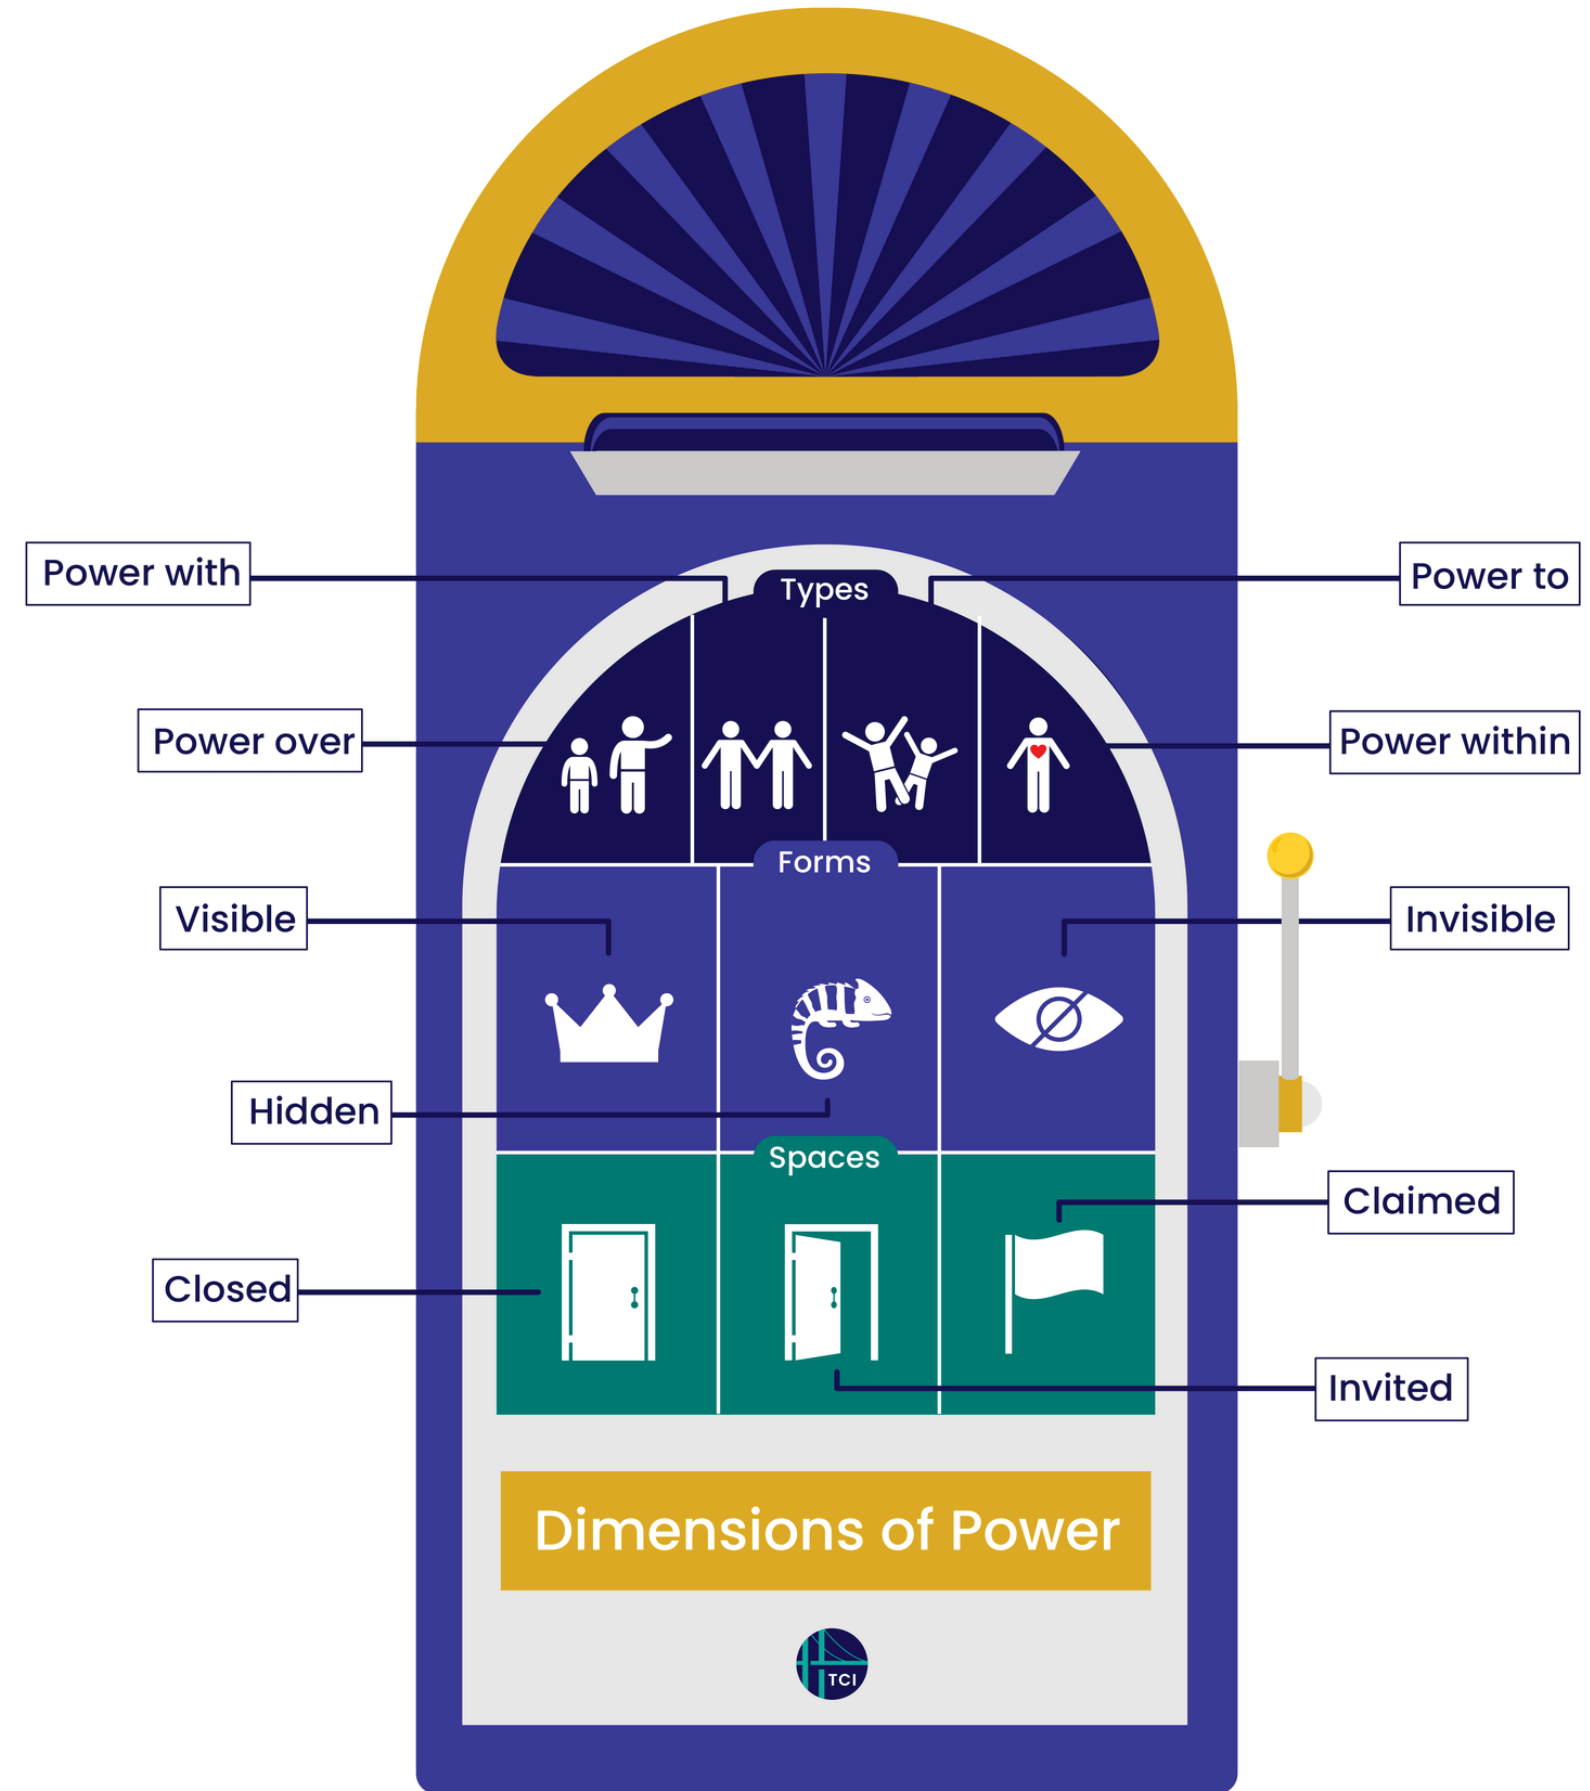 Power with
Types
Power to
Power over
Power within
Forms
Visible
Invisible
Hidden
Spaces
Claimed
Closed
Invited
Dimensions of Power
TCI